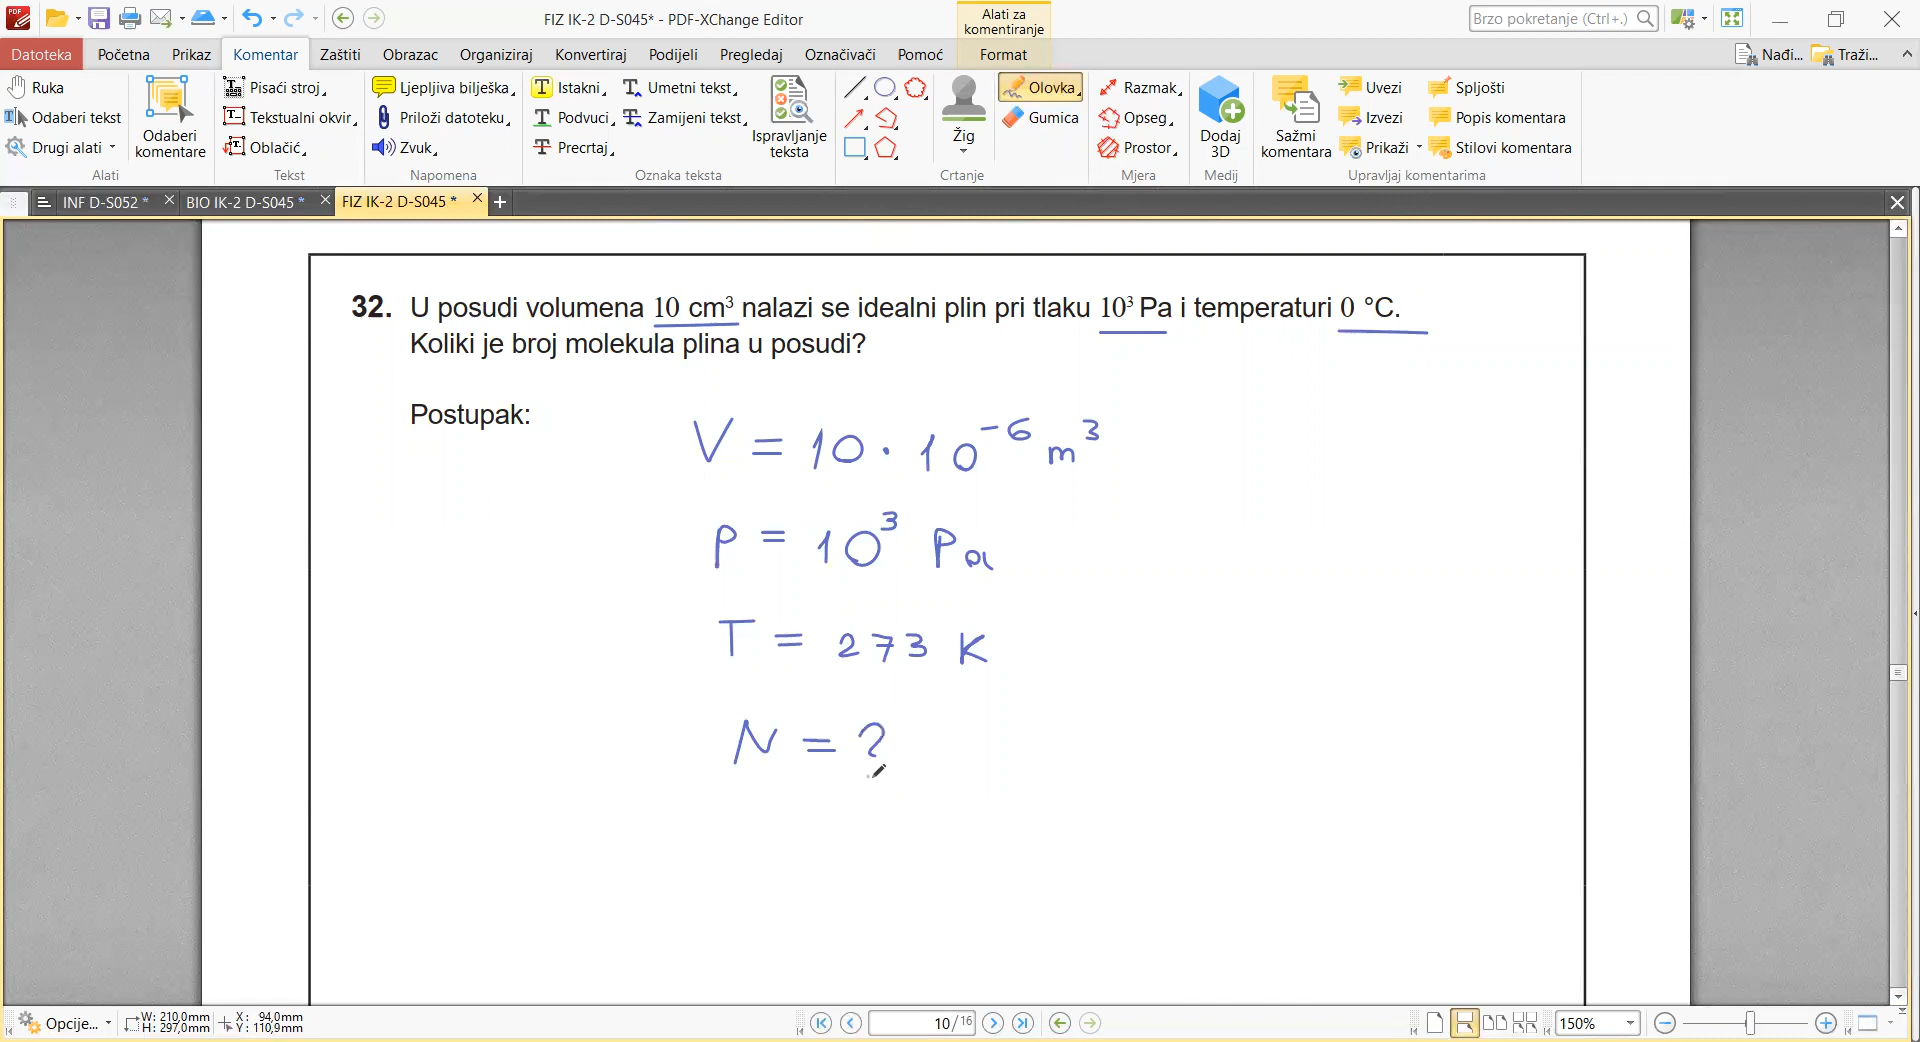 FIZ IK-2 D-S045* - PDF-XChange Editor
Alati za komentiranje
Brzo pokretanje (Ctrl+.)
Datoteka Početna Prikaz Komentar Zaštiti Obrazac Organiziraj Konvertiraj Podijeli Pregledaj Označivači Pomoć Format Nađi... Traži...
Ruka Pisaći stroj Ljepljiva bilješka Istakni Umetni tekst Olovka Razmak Uvezi Spljošti
Odaberi tekst Tekstualni okvir Priloži datoteku Podvuci Zamijeni tekst Gumica Opseg Izvezi Popis komentara
Drugi alati Odaberi komentare Oblačić Zvuk Precrtaj Ispravljanje teksta Žig Prostor Dodaj 3D Sažmi komentara Prikaži Stilovi komentara
Alati Tekst Napomena Oznaka teksta Crtanje Mjera Medij Upravljaj komentarima
INF D-S052 * BIO IK-2 D-S045 * FIZ IK-2 D-S045 *
32. U posudi volumena 10 cm³ nalazi se idealni plin pri tlaku 10³ Pa i temperaturi 0 °C.
Koliki je broj molekula plina u posudi?
Postupak:
V = 10 · 10⁻⁶ m³
p = 10³ Pa
T = 273 K
N = ?
Opcije... W: 210,0mm X: 94,0mm 10/16 150%
H: 297,0mm Y: 110,9mm